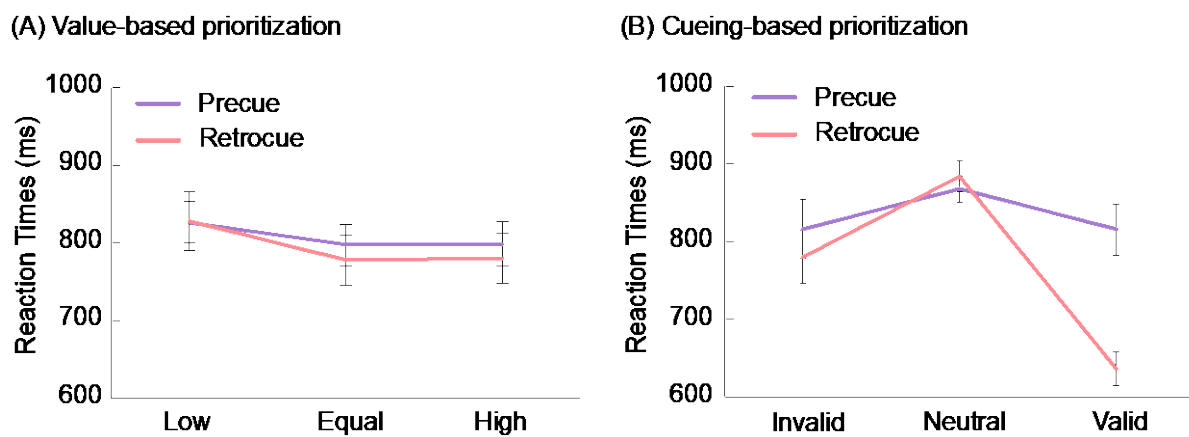 (A) Value-based prioritization
1000
900
800
700
600
Reaction Times (ms)
Precue
Retrocue
Low Equal High
(B) Cueing-based prioritization
1000
900
800
700
600
Reaction Times (ms)
Precue
Retrocue
Invalid Neutral Valid